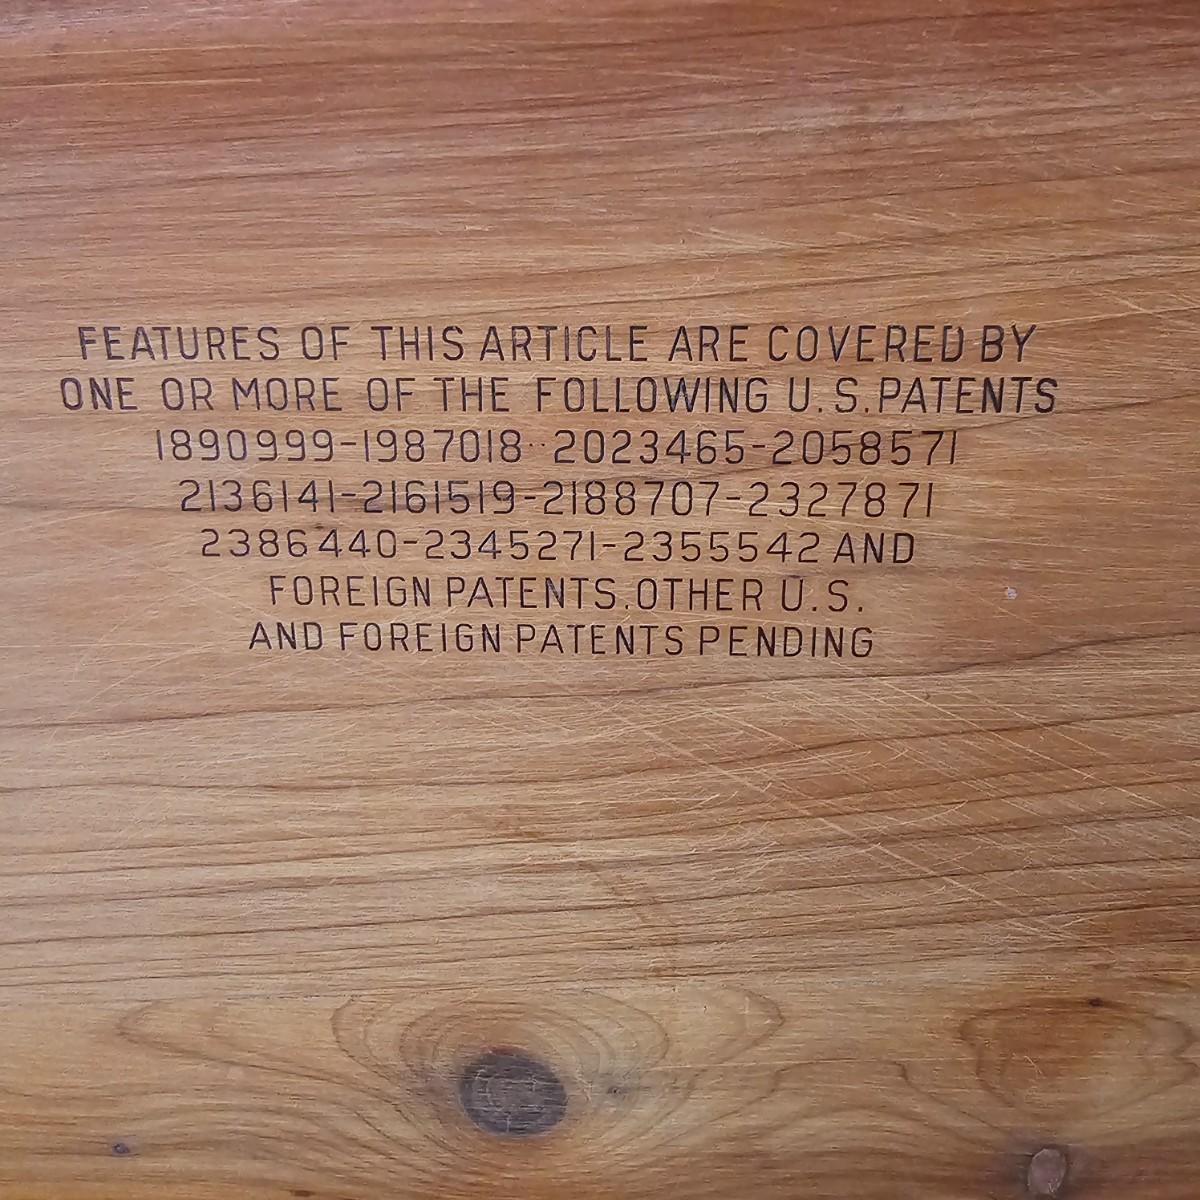 FEATURES OF THIS ARTICLE ARE COVERED BY
ONE OR MORE OF THE FOLLOWING U.S.PATENTS
1890999-1987018··2023465-2058571
2136141-2161519-2188707-2327871
2386440-2345271-2355542 AND
FOREIGN PATENTS.OTHER U.S.
AND FOREIGN PATENTS PENDING